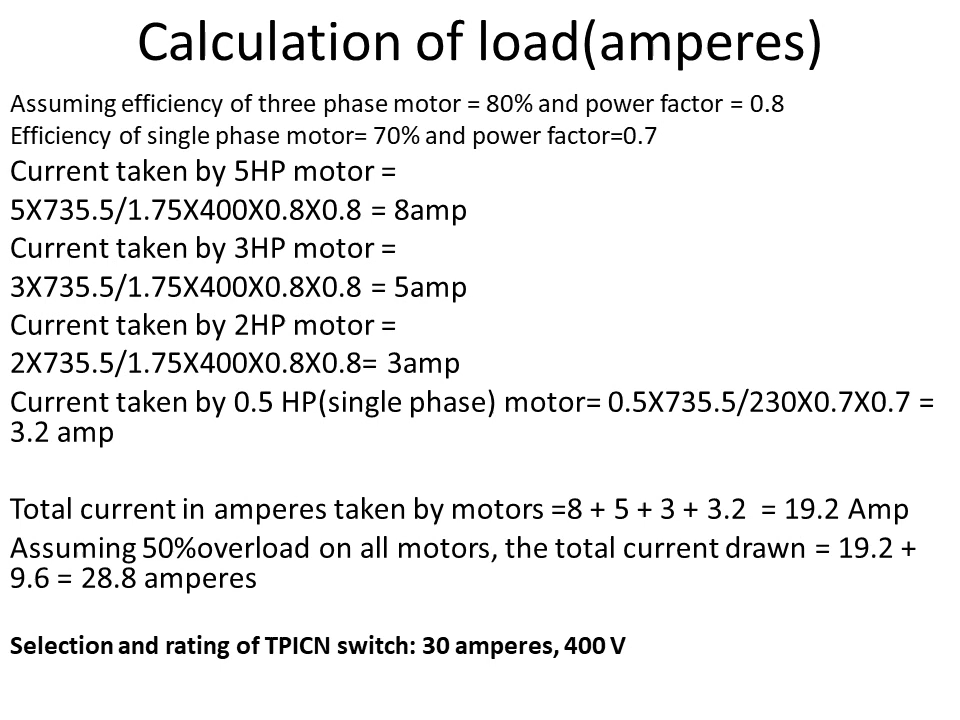 Calculation of load(amperes)
Assuming efficiency of three phase motor = 80% and power factor = 0.8
Efficiency of single phase motor= 70% and power factor=0.7
Current taken by 5HP motor =
5X735.5/1.75X400X0.8X0.8 = 8amp
Current taken by 3HP motor =
3X735.5/1.75X400X0.8X0.8 = 5amp
Current taken by 2HP motor =
2X735.5/1.75X400X0.8X0.8= 3amp
Current taken by 0.5 HP(single phase) motor= 0.5X735.5/230X0.7X0.7 =
3.2 amp
Total current in amperes taken by motors =8 + 5 + 3 + 3.2 = 19.2 Amp
Assuming 50%overload on all motors, the total current drawn = 19.2 +
9.6 = 28.8 amperes
Selection and rating of TPICN switch: 30 amperes, 400 V